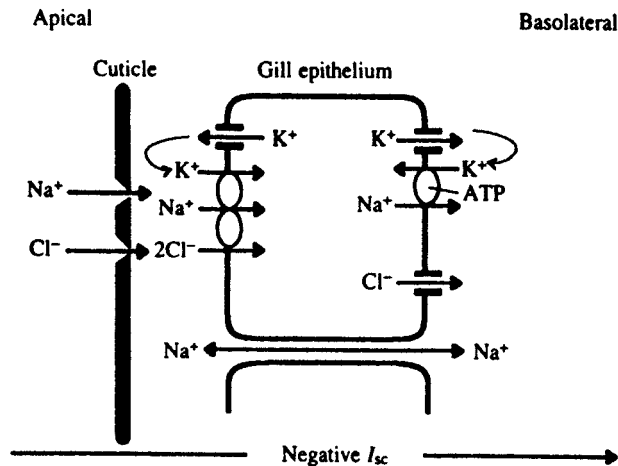 Apical
Basolateral
Cuticle
Gill epithelium
K⁺
K⁺
K⁺
K⁺
Na⁺
Na⁺
Na⁺
ATP
Cl⁻
2Cl⁻
Cl⁻
Na⁺
Na⁺
Negative Isc